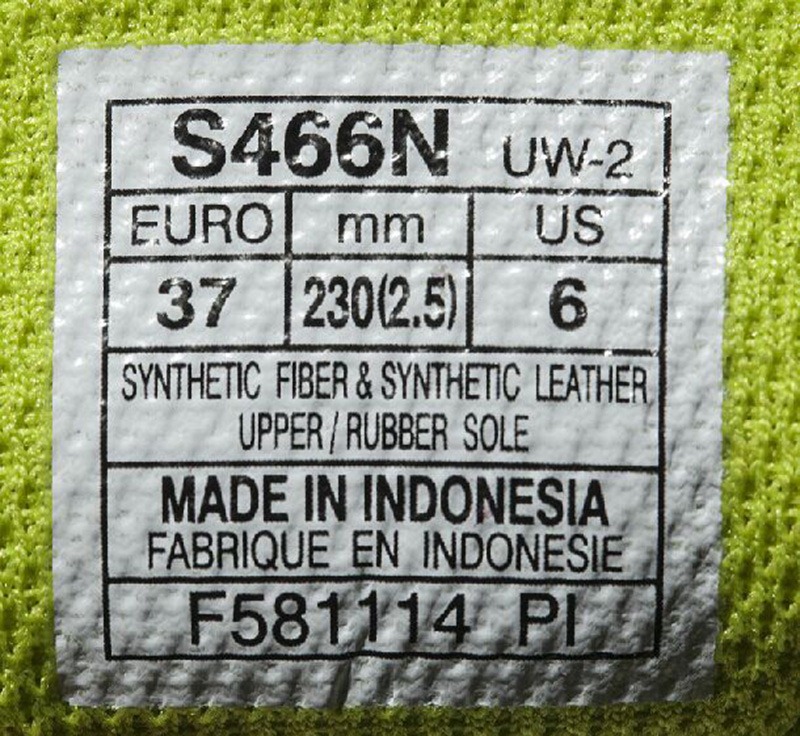 S466N UW-2
EURO mm US
37 230(2.5) 6
SYNTHETIC FIBER & SYNTHETIC LEATHER
UPPER / RUBBER SOLE
MADE IN INDONESIA
FABRIQUE EN INDONESIE
F581114 PI